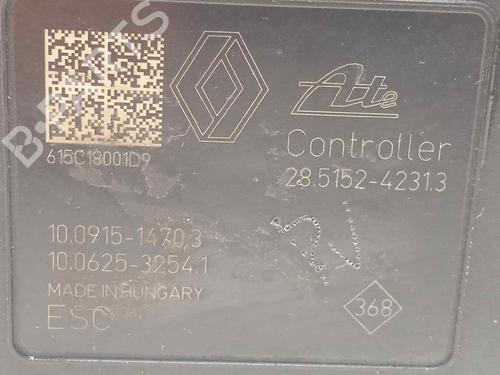 Ate
615C18001D9
Controller
28.5152-4231.3
10.0915-1470.3
10.0625-3254.1
MADE IN HUNGARY
ESC
368
B-PARTS